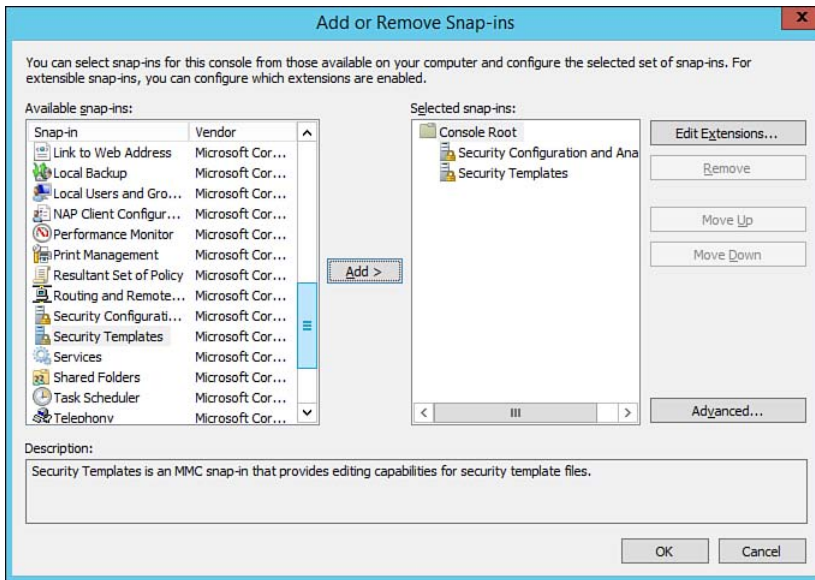 Add or Remove Snap-ins
x
You can select snap-ins for this console from those available on your computer and configure the selected set of snap-ins. For
extensible snap-ins, you can configure which extensions are enabled.
Available snap-ins:
Snap-in Vendor
Link to Web Address Microsoft Cor...
Local Backup Microsoft Cor...
Local Users and Gro... Microsoft Cor...
NAP Client Configur... Microsoft Cor...
Performance Monitor Microsoft Cor...
Print Management Microsoft Cor...
Resultant Set of Policy Microsoft Cor...
Routing and Remote... Microsoft Cor...
Security Configurati... Microsoft Cor...
Security Templates Microsoft Cor...
Services Microsoft Cor...
Shared Folders Microsoft Cor...
Task Scheduler Microsoft Cor...
Telephony Microsoft Cor...
Add >
Selected snap-ins:
Console Root
Security Configuration and Ana
Security Templates
Edit Extensions...
Remove
Move Up
Move Down
Advanced...
Description:
Security Templates is an MMC snap-in that provides editing capabilities for security template files.
OK
Cancel